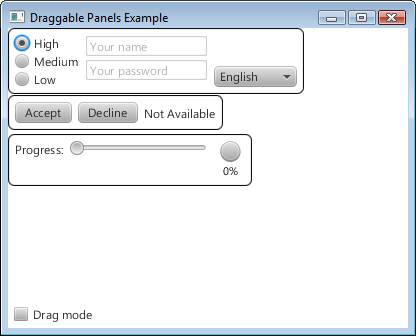 Draggable Panels Example
High
Your name
Medium
Your password
Low
English
Accept
Decline
Not Available
Progress:
0%
Drag mode